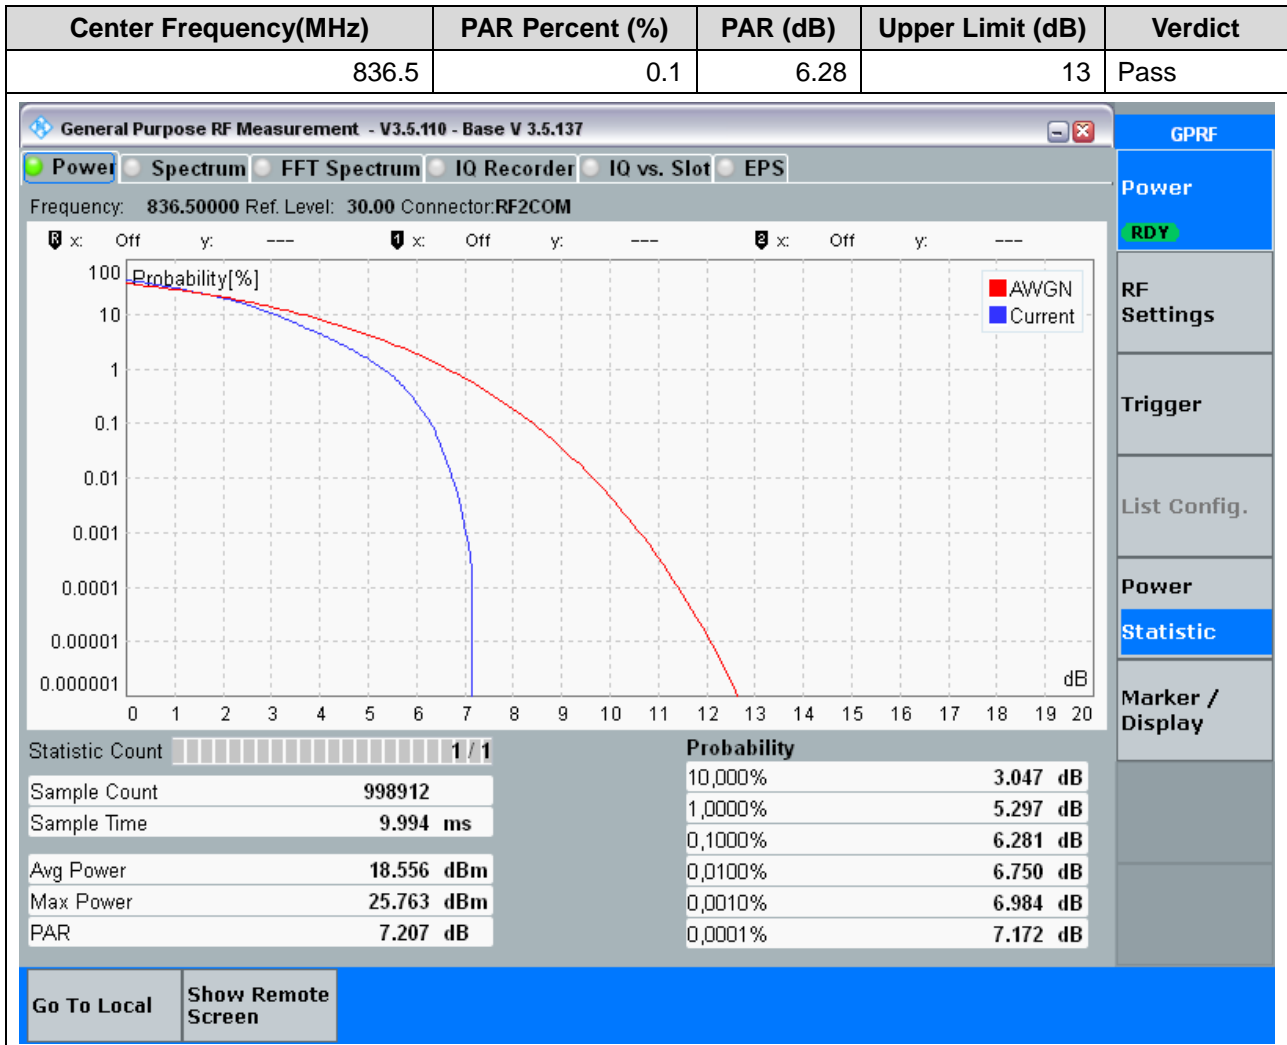 Center Frequency(MHz) PAR Percent (%) PAR (dB) Upper Limit (dB) Verdict
836.5 0.1 6.28 13 Pass
General Purpose RF Measurement - V3.5.110 - Base V 3.5.137
GPRF
Power Spectrum FFT Spectrum IQ Recorder IQ vs. Slot EPS
Power
RDY
Frequency: 836.50000 Ref. Level: 30.00 Connector:RF2COM
R x: Off y: --- 1 x: Off y: --- 2 x: Off y: ---
Probability[%]
AWGN
Current
100
10
1
0.1
0.01
0.001
0.0001
0.00001
0.000001
dB
0 1 2 3 4 5 6 7 8 9 10 11 12 13 14 15 16 17 18 19 20
RF
Settings
Trigger
List Config.
Power
Statistic
Marker /
Display
Statistic Count 1 / 1
Sample Count 998912
Sample Time 9.994 ms
Avg Power 18.556 dBm
Max Power 25.763 dBm
PAR 7.207 dB
Probability
10,000% 3.047 dB
1,0000% 5.297 dB
0,1000% 6.281 dB
0,0100% 6.750 dB
0,0010% 6.984 dB
0,0001% 7.172 dB
Go To Local
Show Remote
Screen